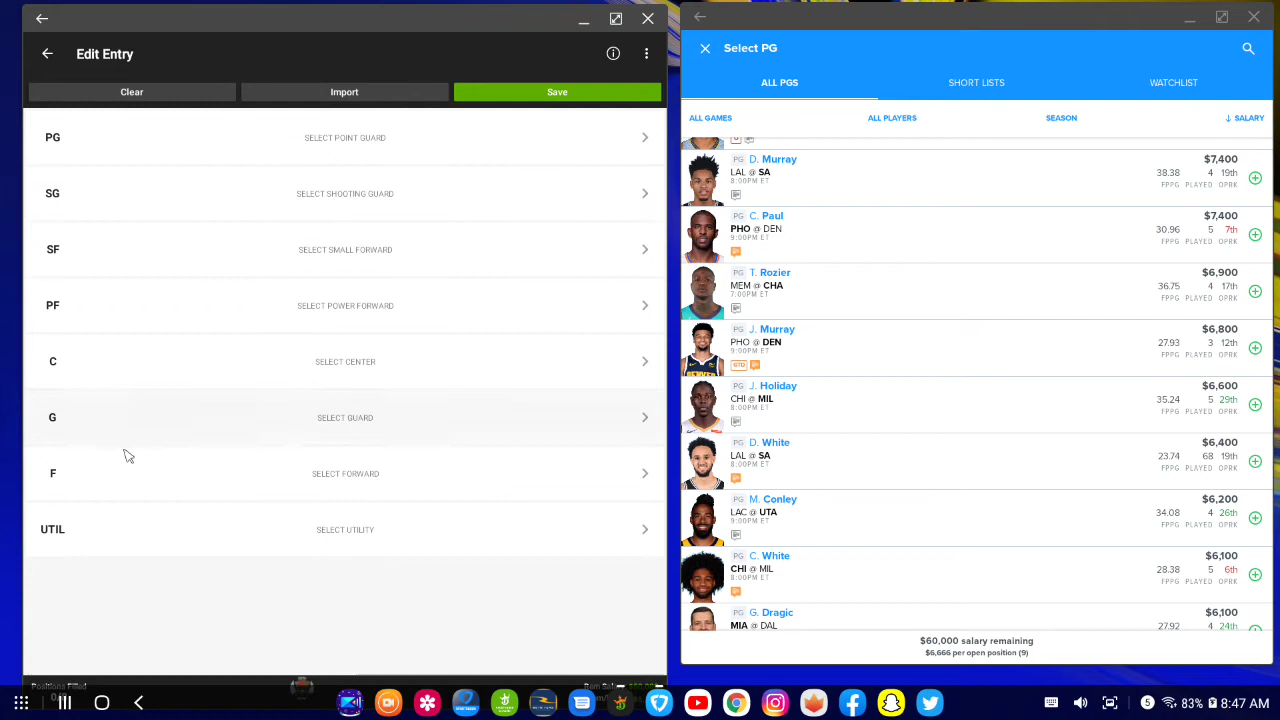 Edit Entry
Clear Import Save
PG SELECT POINT GUARD
SG SELECT SHOOTING GUARD
SF SELECT SMALL FORWARD
PF SELECT POWER FORWARD
C SELECT CENTER
G SELECT GUARD
F SELECT FORWARD
UTIL SELECT UTILITY
Positions Filled
Select PG
ALL PGS SHORT LISTS WATCHLIST
ALL GAMES ALL PLAYERS SEASON ↓ SALARY
PG D. Murray $7,400
LAL @ SA 38.38 4 19th
8:00PM ET FPPG PLAYED OPRK
PG C. Paul $7,400
PHO @ DEN 30.96 5 7th
9:00PM ET FPPG PLAYED OPRK
PG T. Rozier $6,900
MEM @ CHA 36.75 4 17th
7:00PM ET FPPG PLAYED OPRK
PG J. Murray $6,800
PHO @ DEN 27.93 3 12th
9:00PM ET FPPG PLAYED OPRK
GTD
PG J. Holiday $6,600
CHI @ MIL 35.24 5 29th
8:00PM ET FPPG PLAYED OPRK
PG D. White $6,400
LAL @ SA 23.74 68 19th
8:00PM ET FPPG PLAYED OPRK
PG M. Conley $6,200
LAC @ UTA 34.08 4 26th
9:00PM ET FPPG PLAYED OPRK
PG C. White $6,100
CHI @ MIL 28.38 5 6th
8:00PM ET FPPG PLAYED OPRK
PG G. Dragic $6,100
MIA @ DAL 27.92 4 24th
$60,000 salary remaining
$6,666 per open position (9)
5 83% 8:47 AM